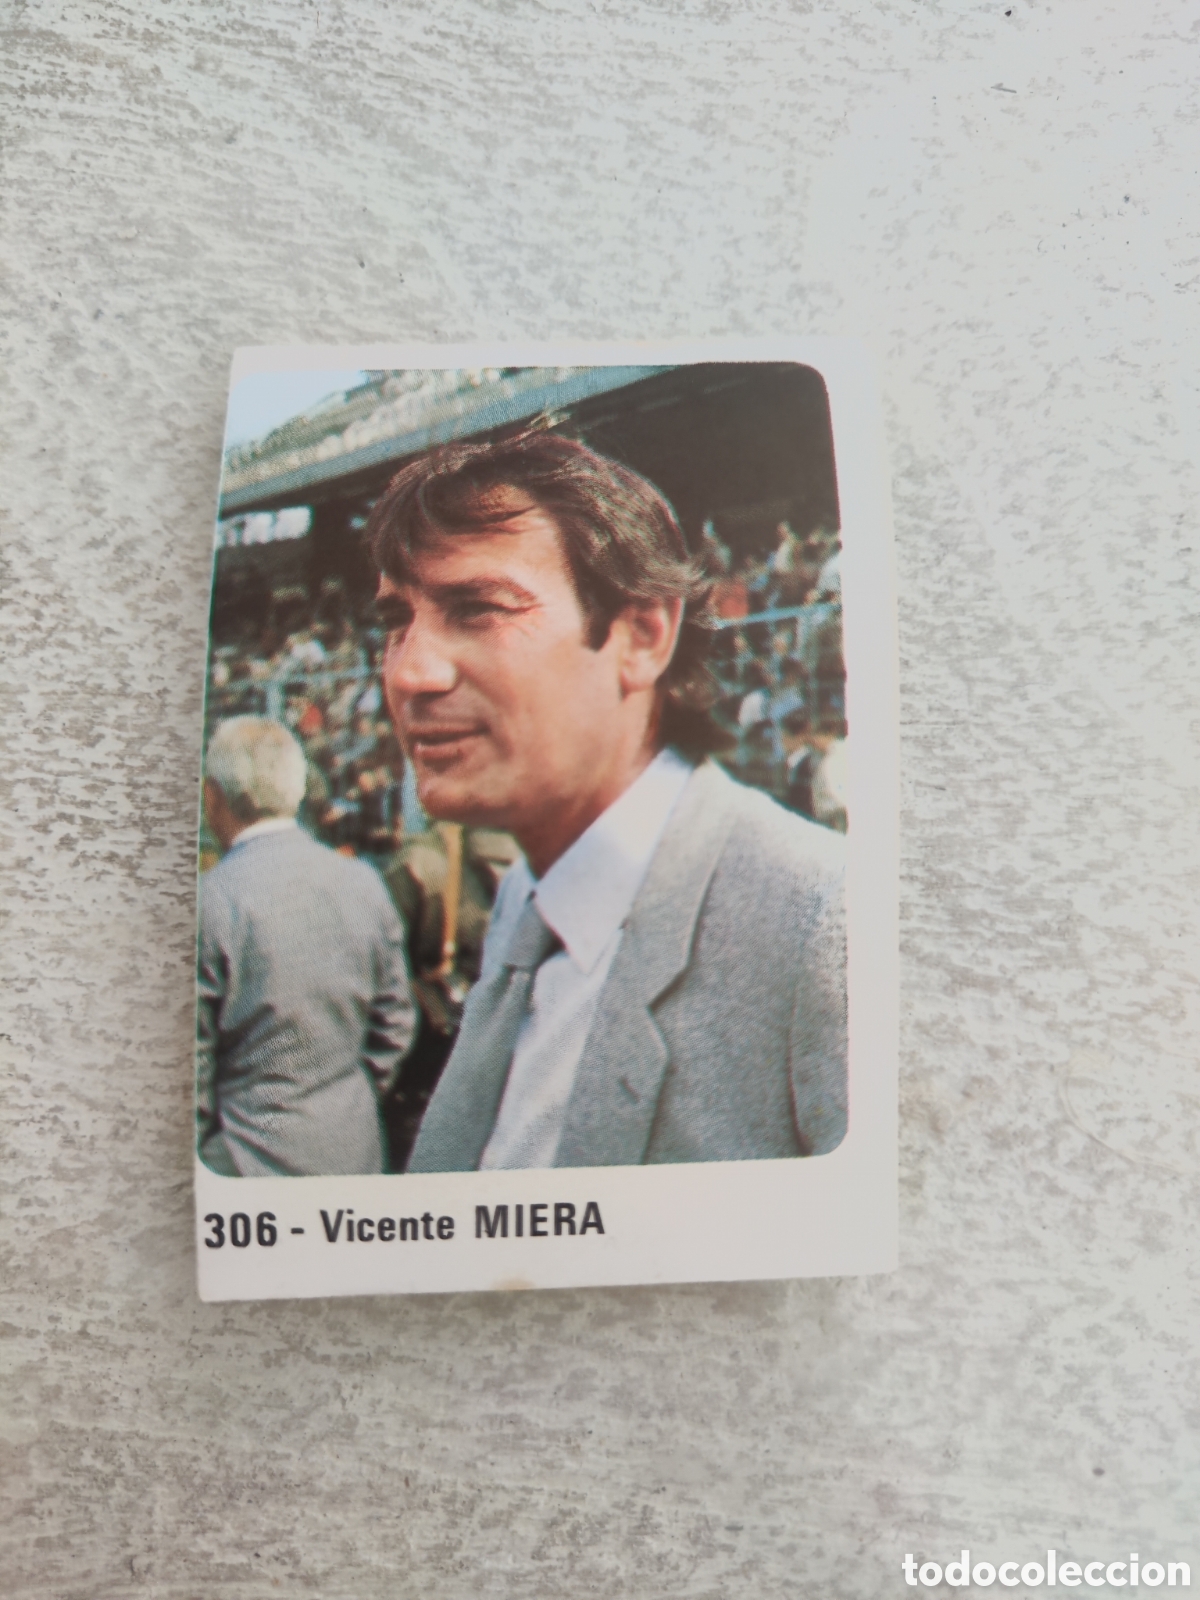 306 - Vicente MIERA
todocoleccion